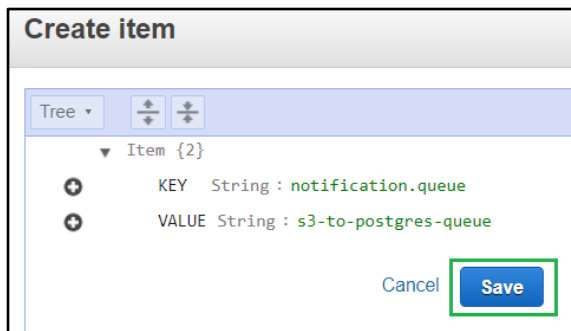 Create item
Tree
Item {2}
KEY String : notification.queue
VALUE String : s3-to-postgres-queue
Cancel Save